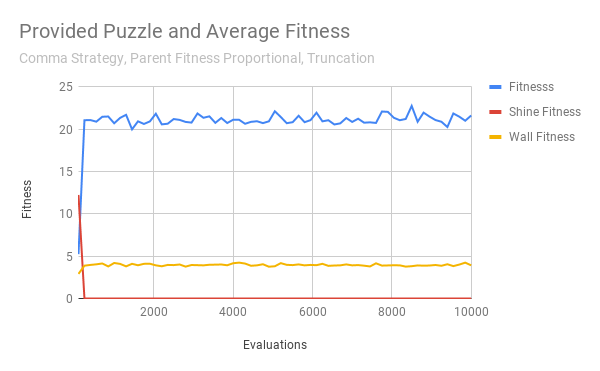 Provided Puzzle and Average Fitness
Comma Strategy, Parent Fitness Proportional, Truncation
25
20
15
10
5
0
2000
4000
6000
8000
10000
Fitness
Evaluations
Fitnesss
Shine Fitness
Wall Fitness